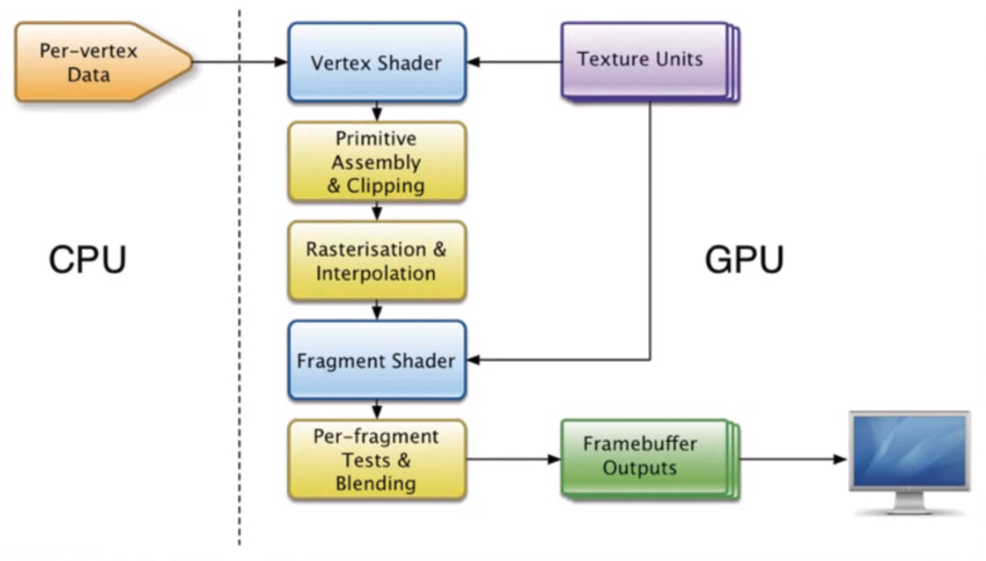 Per-vertex
Data
Vertex Shader
Texture Units
Primitive
Assembly
& Clipping
CPU
Rasterisation &
Interpolation
GPU
Fragment Shader
Per-fragment
Tests &
Blending
Framebuffer
Outputs